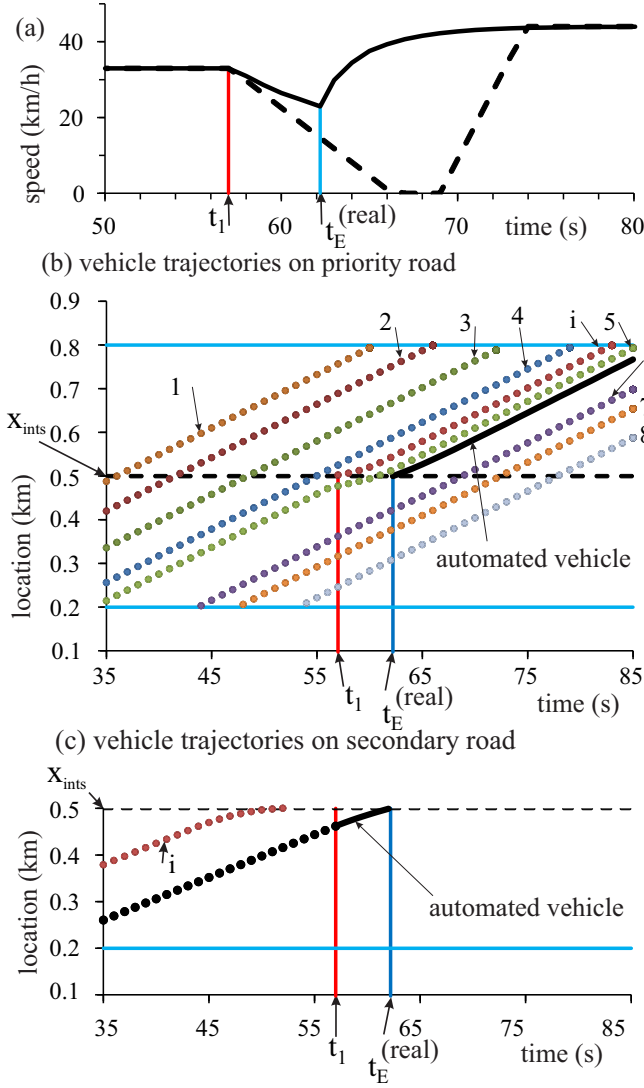 (a)
speed (km/h)
40
20
0
50
60
70
80
t1
tE(real)
time (s)
(b) vehicle trajectories on priority road
location (km)
0.9
0.8
0.7
0.6
0.5
0.4
0.3
0.2
0.1
xints
1
2
3
4
i
5
automated vehicle
35
45
55
65
75
85
t1
tE(real)
time (s)
(c) vehicle trajectories on secondary road
xints
location (km)
0.5
0.4
0.3
0.2
0.1
i
automated vehicle
35
45
55
65
75
85
t1
tE(real)
time (s)